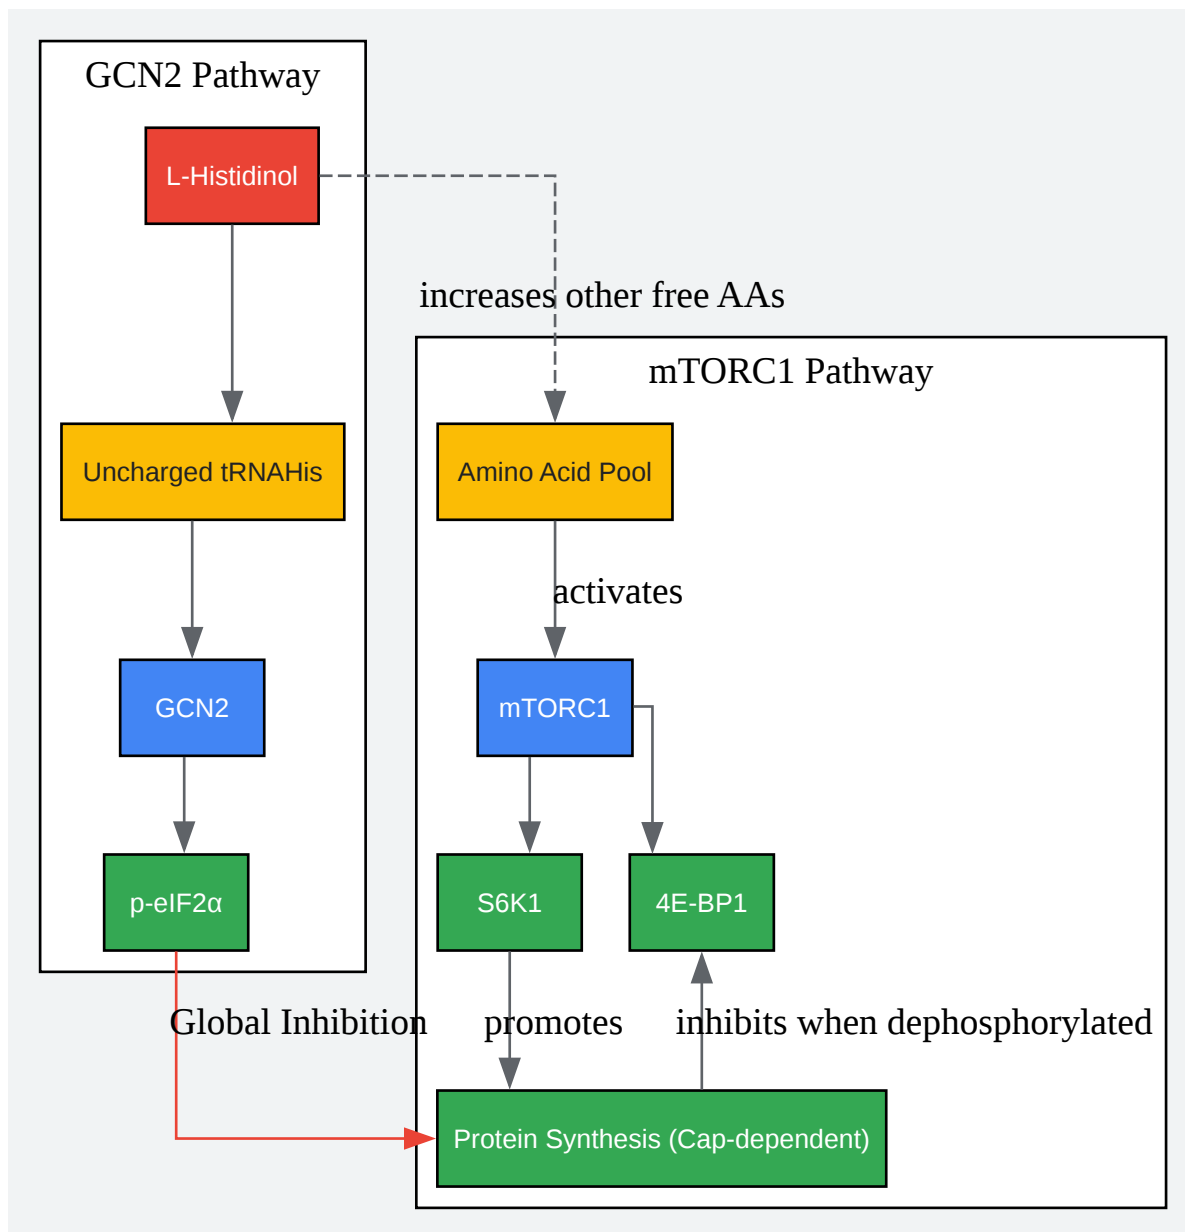 GCN2 Pathway
L-Histidinol
increases other free AAs
mTORC1 Pathway
Uncharged tRNAHis
Amino Acid Pool
activates
GCN2
mTORC1
p-eIF2α
S6K1
4E-BP1
Global Inhibition
promotes
inhibits when dephosphorylated
Protein Synthesis (Cap-dependent)